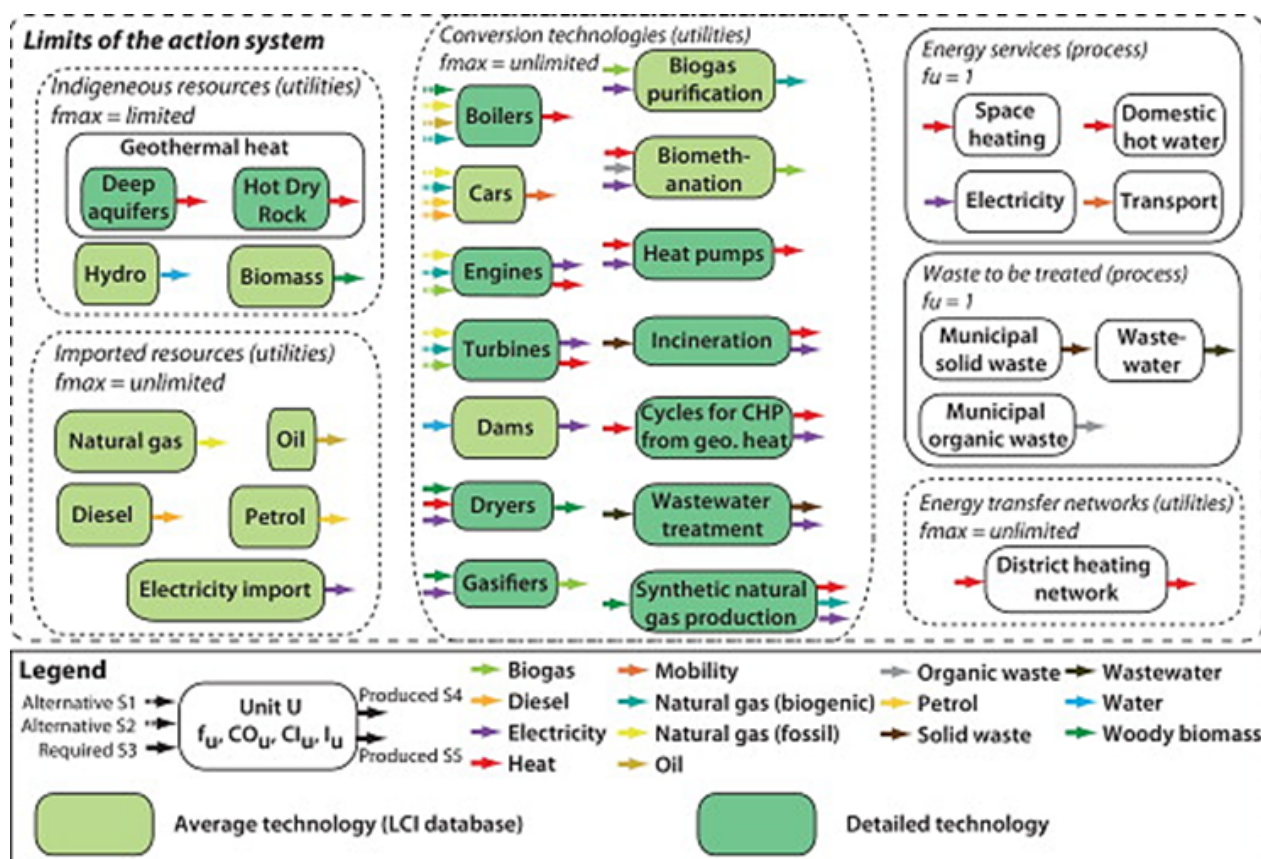 Limits of the action system
Indigeneous resources (utilities)
fmax = limited
Geothermal heat
Deep
aquifers
Hot Dry
Rock
Hydro
Biomass
Imported resources (utilities)
fmax = unlimited
Natural gas
Oil
Diesel
Petrol
Electricity import
Conversion technologies (utilities)
fmax = unlimited
Boilers
Cars
Engines
Turbines
Dams
Dryers
Gasifiers
Biogas
purification
Biometh-
anation
Heat pumps
Incineration
Cycles for CHP
from geo. heat
Wastewater
treatment
Synthetic natural
gas production
Energy services (process)
fu = 1
Space
heating
Domestic
hot water
Electricity
Transport
Waste to be treated (process)
fu = 1
Municipal
solid waste
Waste-
water
Municipal
organic waste
Energy transfer networks (utilities)
fmax = unlimited
District heating
network
Legend
Alternative S1
Alternative S2
Required S3
Unit U
fu, COu, CIu, Iu
Produced S4
Produced S5
Biogas
Diesel
Electricity
Heat
Mobility
Natural gas (biogenic)
Natural gas (fossil)
Oil
Organic waste
Petrol
Solid waste
Wastewater
Water
Woody biomass
Average technology (LCI database)
Detailed technology